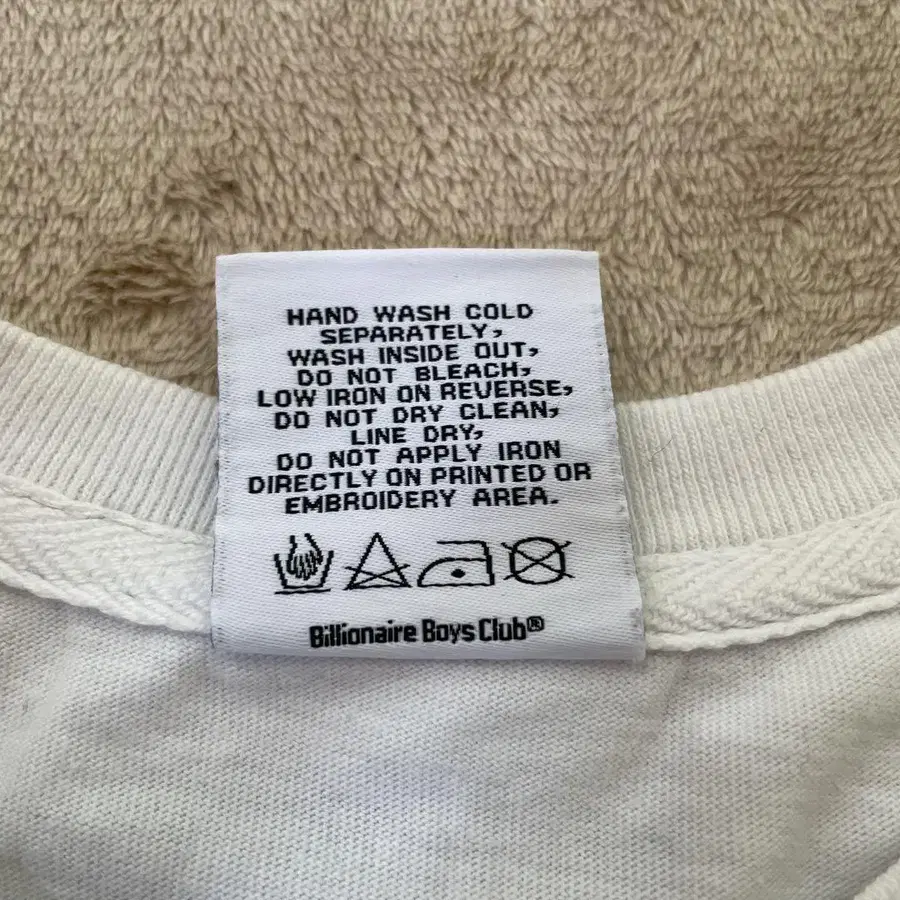 HAND WASH COLD
SEPARATELY,
WASH INSIDE OUT,
DO NOT BLEACH,
LOW IRON ON REVERSE,
DO NOT DRY CLEAN,
LINE DRY,
DO NOT APPLY IRON
DIRECTLY ON PRINTED OR
EMBROIDERY AREA.
Billionaire Boys Club®